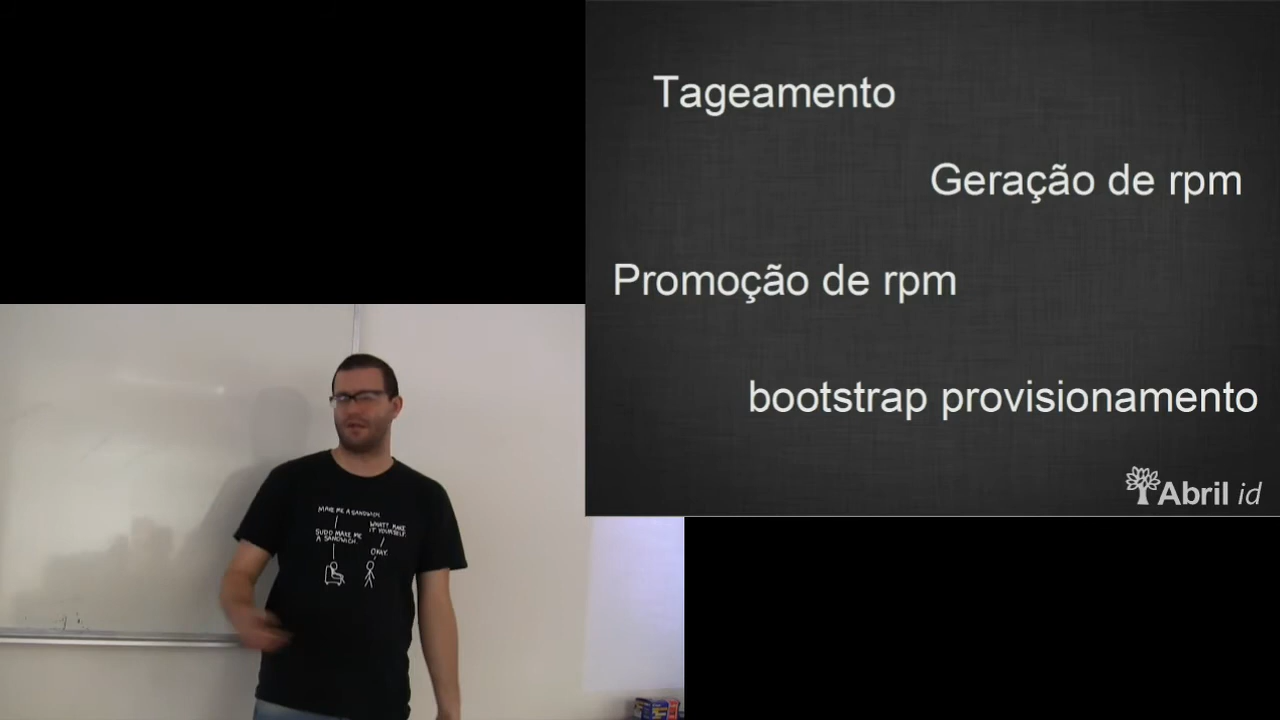 Tageamento
Geração de rpm
Promoção de rpm
bootstrap provisionamento
Abril id
MAKE ME A SANDWICH.
WHAT? MAKE
IT YOURSELF.
SUDO MAKE ME
A SANDWICH.
OKAY.